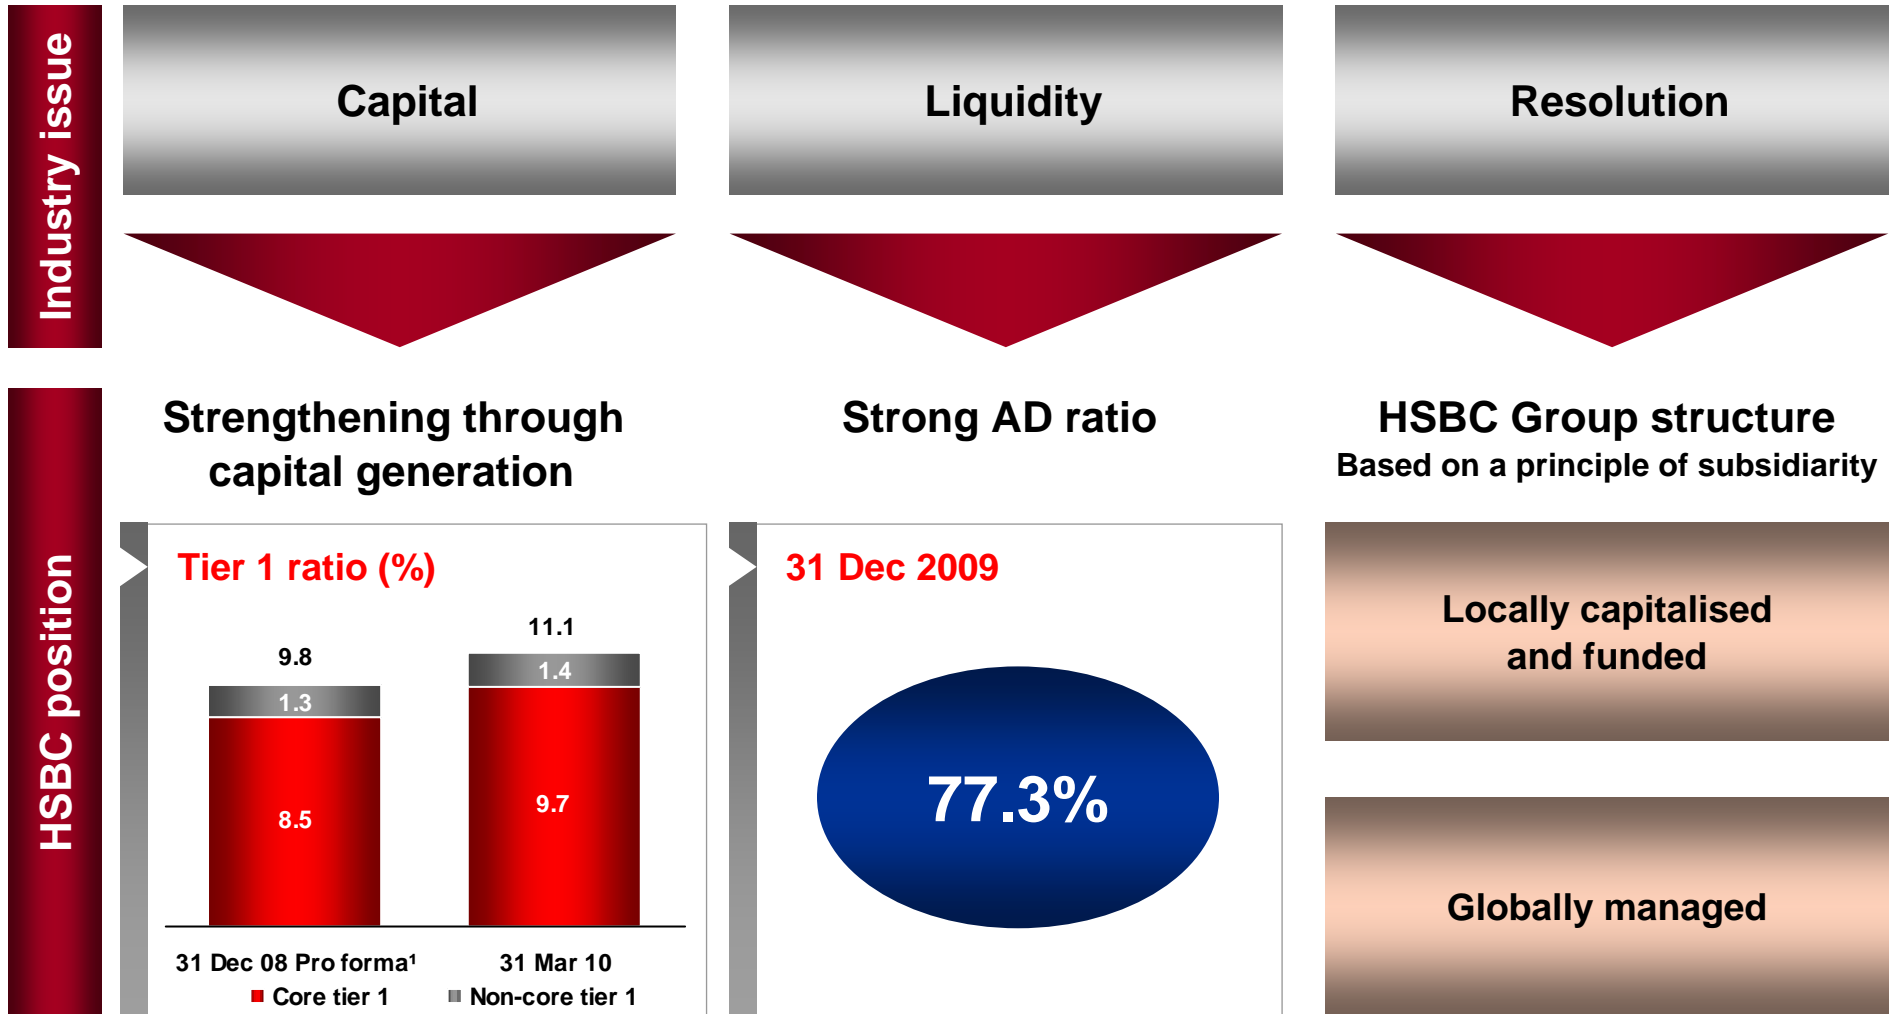 Industry issue
Capital
Liquidity
Resolution
HSBC position
Strengthening through
capital generation
Tier 1 ratio (%)
9.8
11.1
1.3
1.4
8.5
9.7
31 Dec 08 Pro forma¹
31 Mar 10
Core tier 1
Non-core tier 1
Strong AD ratio
31 Dec 2009
77.3%
HSBC Group structure
Based on a principle of subsidiarity
Locally capitalised
and funded
Globally managed